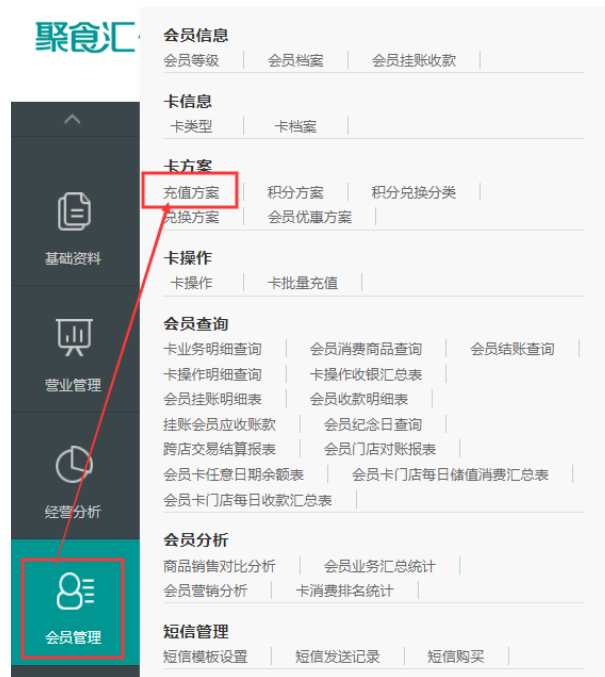 聚食汇
会员信息
会员等级 会员档案 会员挂账收款
卡信息
卡类型 卡档案
卡方案
充值方案 积分方案 积分兑换分类
兑换方案 会员优惠方案
卡操作
卡操作 卡批量充值
会员查询
卡业务明细查询 会员消费商品查询 会员结账查询
卡操作明细查询 卡操作收银汇总表
会员挂账明细表 会员收款明细表
挂账会员应收账款 会员纪念日查询
跨店交易结算报表 会员门店对账报表
会员卡任意日期余额表 会员卡门店每日储值消费汇总表
会员卡门店每日收款汇总表
会员分析
商品销售对比分析 会员业务汇总统计
会员营销分析 卡消费排名统计
短信管理
短信模板设置 短信发送记录 短信购买
基础资料
营业管理
经营分析
会员管理